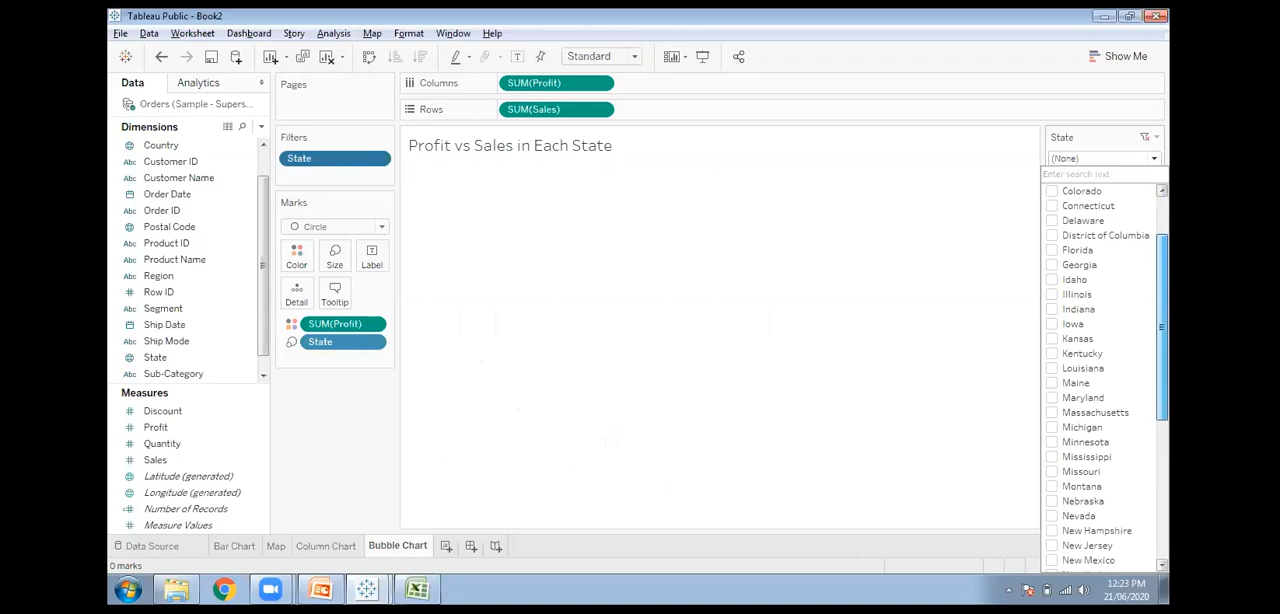 Tableau Public - Book2
File Data Worksheet Dashboard Story Analysis Map Format Window Help
Standard
Show Me
Data Analytics
Orders (Sample - Supers...
Dimensions
Country
Customer ID
Customer Name
Order Date
Order ID
Postal Code
Product ID
Product Name
Region
Row ID
Segment
Ship Date
Ship Mode
State
Sub-Category
Measures
Discount
Profit
Quantity
Sales
Latitude (generated)
Longitude (generated)
Number of Records
Measure Values
Pages
Filters
State
Marks
Circle
Color Size Label
Detail Tooltip
SUM(Profit)
State
Columns SUM(Profit)
Rows SUM(Sales)
Profit vs Sales in Each State
State
(None)
Enter search text
Colorado
Connecticut
Delaware
District of Columbia
Florida
Georgia
Idaho
Illinois
Indiana
Iowa
Kansas
Kentucky
Louisiana
Maine
Maryland
Massachusetts
Michigan
Minnesota
Mississippi
Missouri
Montana
Nebraska
Nevada
New Hampshire
New Jersey
New Mexico
Data Source Bar Chart Map Column Chart Bubble Chart
0 marks
12:23 PM
21/06/2020